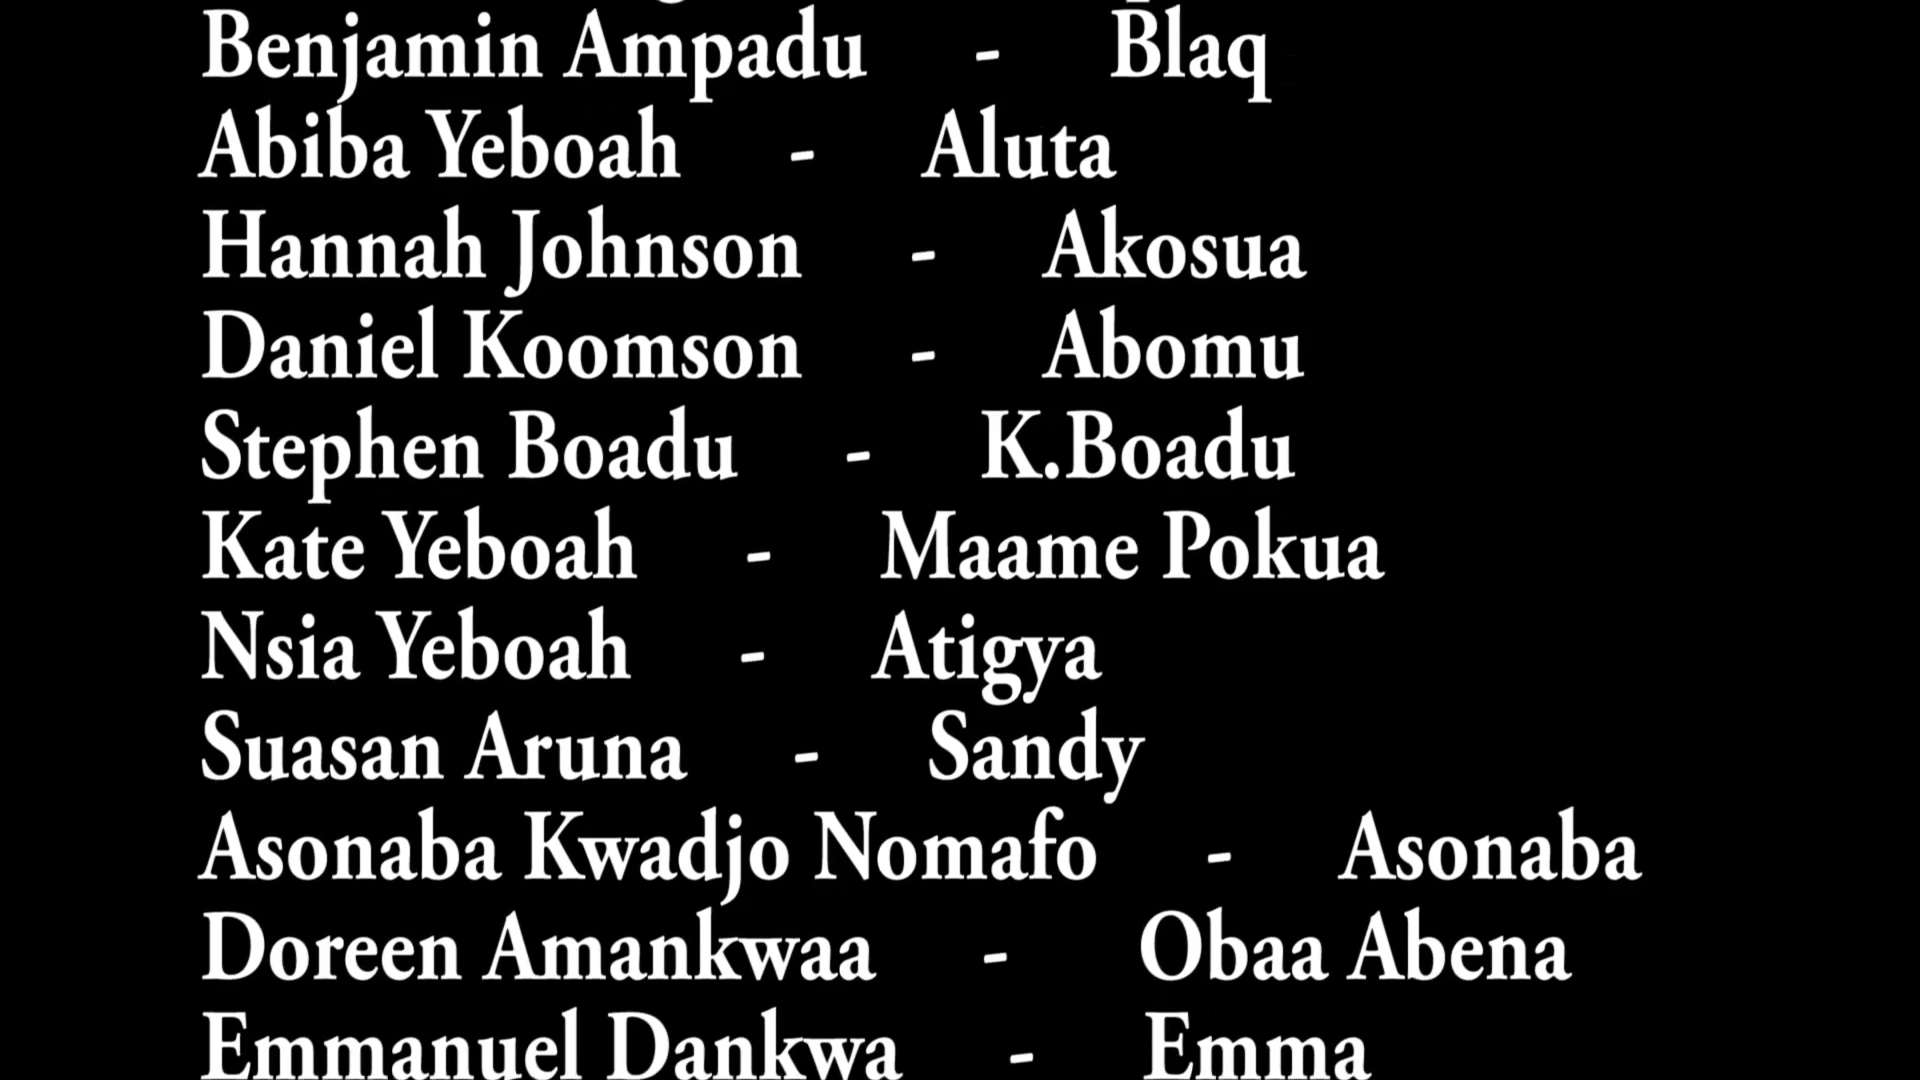 Benjamin Ampadu - Blaq
Abiba Yeboah - Aluta
Hannah Johnson - Akosua
Daniel Koomson - Abomu
Stephen Boadu - K.Boadu
Kate Yeboah - Maame Pokua
Nsia Yeboah - Atigya
Suasan Aruna - Sandy
Asonaba Kwadjo Nomafo - Asonaba
Doreen Amankwaa - Obaa Abena
Emmanuel Dankwa - Emma